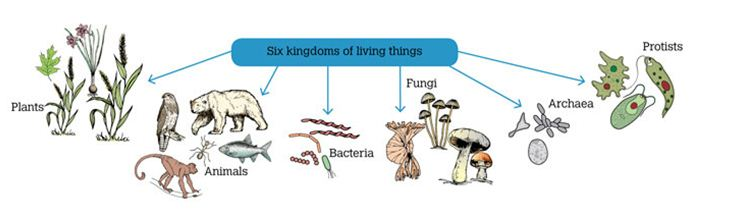 Six kingdoms of living things
Plants
Animals
Bacteria
Fungi
Archaea
Protists